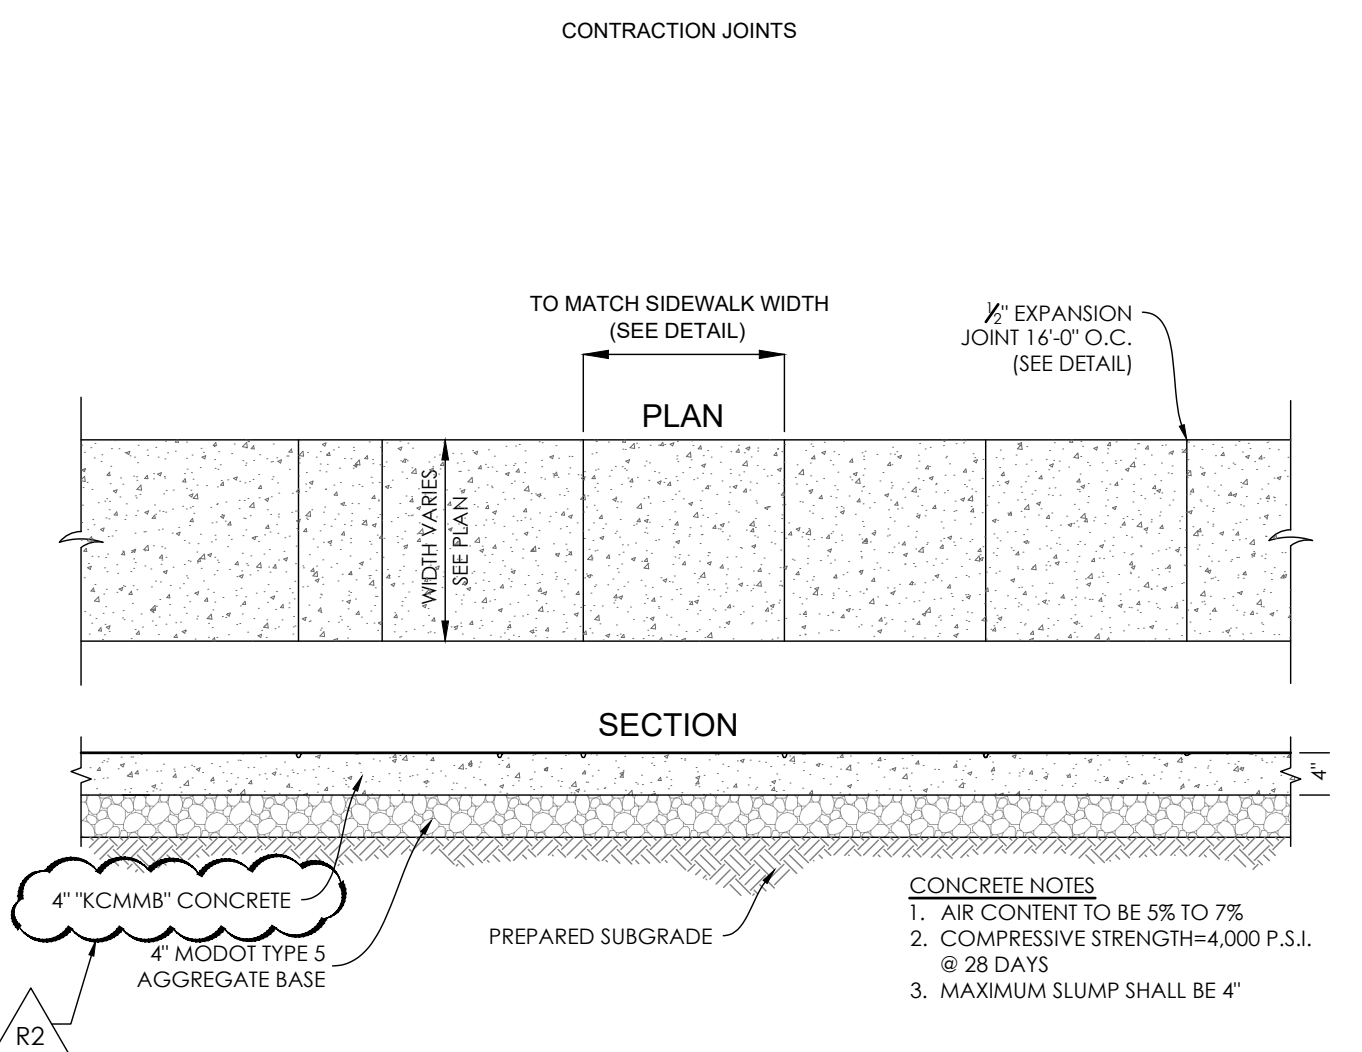 CONTRACTION JOINTS
TO MATCH SIDEWALK WIDTH
(SEE DETAIL)
1/2" EXPANSION
JOINT 16'-0" O.C.
(SEE DETAIL)
PLAN
WIDTH VARIES
SEE PLAN
SECTION
4"
4" "KCMMB" CONCRETE
4" MODOT TYPE 5
AGGREGATE BASE
PREPARED SUBGRADE
CONCRETE NOTES
1. AIR CONTENT TO BE 5% TO 7%
2. COMPRESSIVE STRENGTH=4,000 P.S.I.
@ 28 DAYS
3. MAXIMUM SLUMP SHALL BE 4"
R2